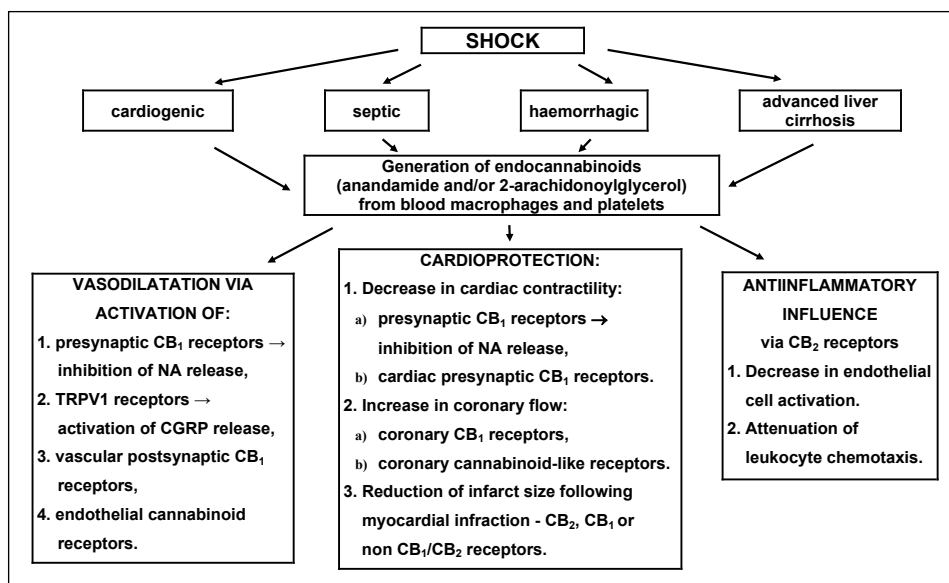 SHOCK
cardiogenic
septic
haemorrhagic
advanced liver
cirrhosis
Generation of endocannabinoids
(anandamide and/or 2-arachidonoylglycerol)
from blood macrophages and platelets
VASODILATATION VIA
ACTIVATION OF:
1. presynaptic CB₁ receptors →
inhibition of NA release,
2. TRPV1 receptors →
activation of CGRP release,
3. vascular postsynaptic CB₁
receptors,
4. endothelial cannabinoid
receptors.
CARDIOPROTECTION:
1. Decrease in cardiac contractility:
a) presynaptic CB₁ receptors →
inhibition of NA release,
b) cardiac presynaptic CB₁ receptors.
2. Increase in coronary flow:
a) coronary CB₁ receptors,
b) coronary cannabinoid-like receptors.
3. Reduction of infarct size following
myocardial infraction - CB₂, CB₁ or
non CB₁/CB₂ receptors.
ANTIINFLAMMATORY
INFLUENCE
via CB₂ receptors
1. Decrease in endothelial
cell activation.
2. Attenuation of
leukocyte chemotaxis.